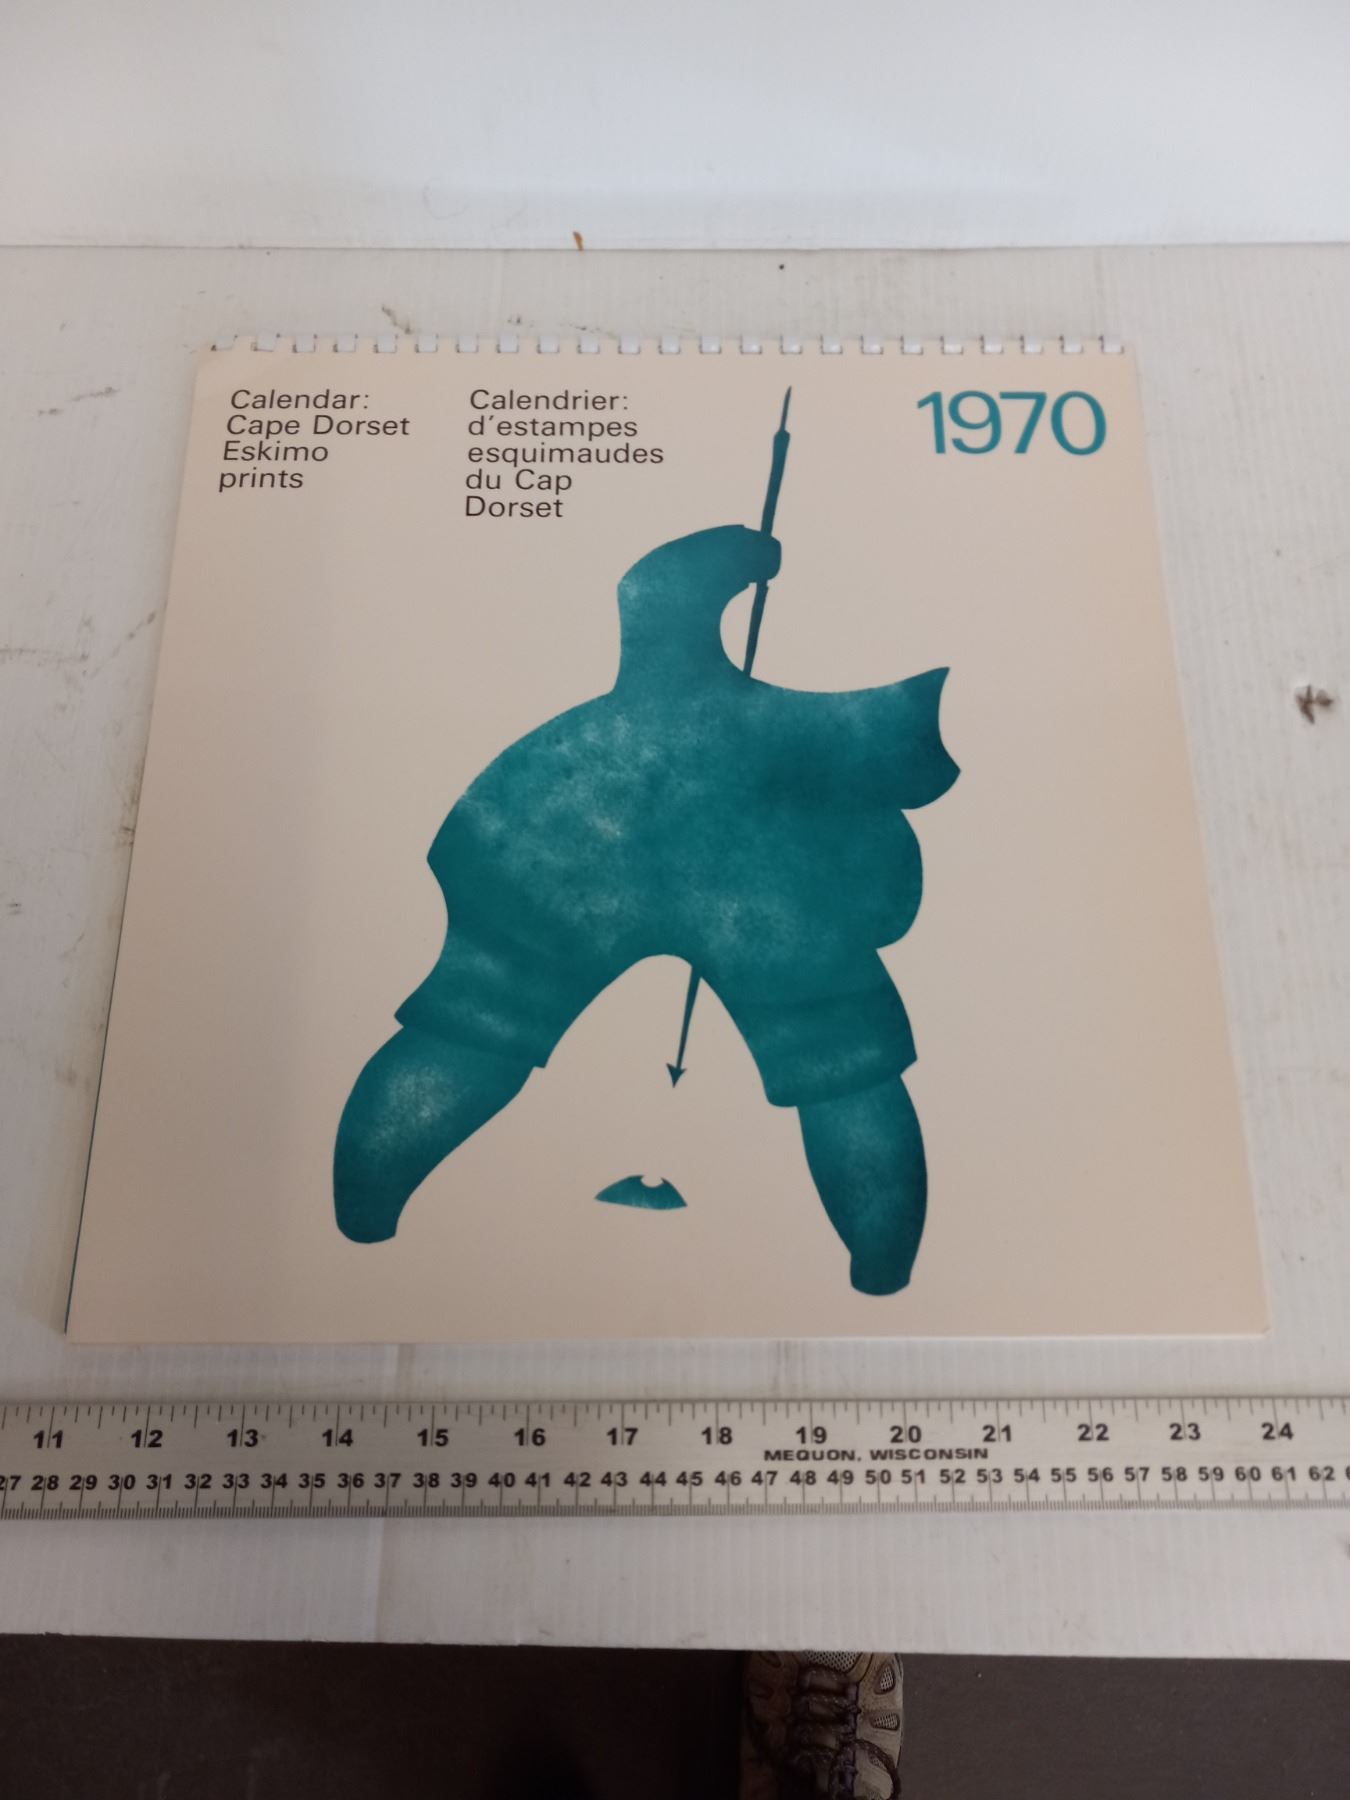 Calendar:
Cape Dorset
Eskimo
prints
Calendrier:
d'estampes
esquimaudes
du Cap
Dorset
1970
11 12 13 14 15 16 17 18 19 20 21 22 23 24
MEQUON, WISCONSIN
27 28 29 30 31 32 33 34 35 36 37 38 39 40 41 42 43 44 45 46 47 48 49 50 51 52 53 54 55 56 57 58 59 60 61 62